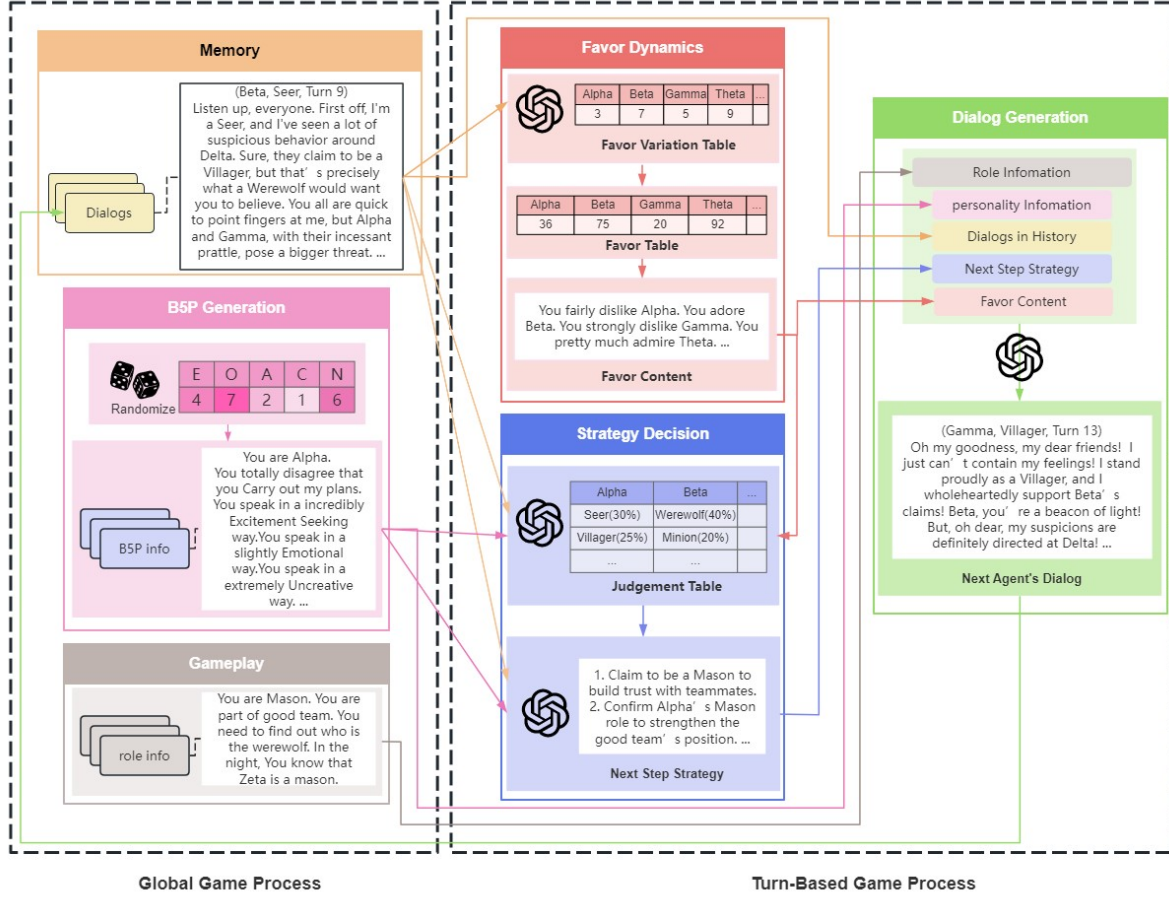 Memory
(Beta, Seer, Turn 9)
Listen up, everyone. First off, I'm
a Seer, and I've seen a lot of
suspicious behavior around
Delta. Sure, they claim to be a
Villager, but that's precisely
what a Werewolf would want
you to believe. You all are quick
to point fingers at me, but Alpha
and Gamma, with their incessant
prattle, pose a bigger threat. ...
Dialogs
B5P Generation
Randomize
E O A C N
4 7 2 1 6
You are Alpha.
You totally disagree that
you Carry out my plans.
You speak in a incredibly
Excitement Seeking
way.You speak in a
slightly Emotional
way.You speak in a
extremely Uncreative
way. ...
B5P info
Gameplay
You are Mason. You are
part of good team. You
need to find out who is
the werewolf. In the
night, You know that
Zeta is a mason.
role info
Global Game Process
Favor Dynamics
Alpha Beta Gamma Theta ...
3 7 5 9
Favor Variation Table
Alpha Beta Gamma Theta ...
36 75 20 92
Favor Table
You fairly dislike Alpha. You adore
Beta. You strongly dislike Gamma. You
pretty much admire Theta. ...
Favor Content
Strategy Decision
Alpha Beta ...
Seer(30%) Werewolf(40%)
Villager(25%) Minion(20%)
... ...
Judgement Table
1. Claim to be a Mason to
build trust with teammates.
2. Confirm Alpha's Mason
role to strengthen the
good team's position. ...
Next Step Strategy
Dialog Generation
Role Infomation
personality Infomation
Dialogs in History
Next Step Strategy
Favor Content
(Gamma, Villager, Turn 13)
Oh my goodness, my dear friends! I
just can't contain my feelings! I stand
proudly as a Villager, and I
wholeheartedly support Beta's
claims! Beta, you're a beacon of light!
But, oh dear, my suspicions are
definitely directed at Delta! ...
Next Agent's Dialog
Turn-Based Game Process